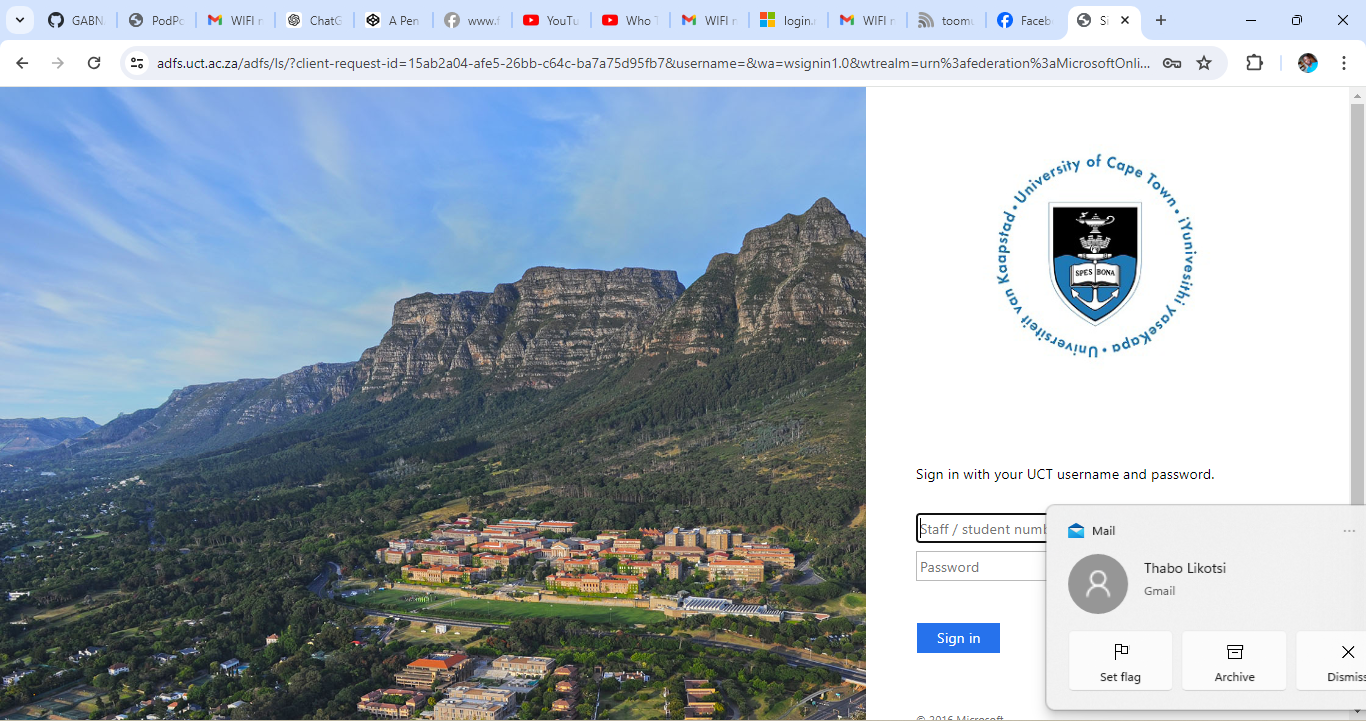 GABN
PodPo
WIFI r
ChatG
A Pen
www.f
YouTu
Who T
WIFI r
login.
WIFI r
toomu
Faceb
Si
adfs.uct.ac.za/adfs/ls/?client-request-id=15ab2a04-afe5-26bb-c64c-ba7a75d95fb7&username=&wa=wsignin1.0&wtrealm=urn%3afederation%3aMicrosoftOnli...
University of Cape Town • iYunivesithi yaseKapa • Universiteit van Kaapstad •
SPES BONA
Sign in with your UCT username and password.
Staff / student numb
Password
Sign in
Mail
Thabo Likotsi
Gmail
Set flag
Archive
Dismiss
© 2016 Microsoft